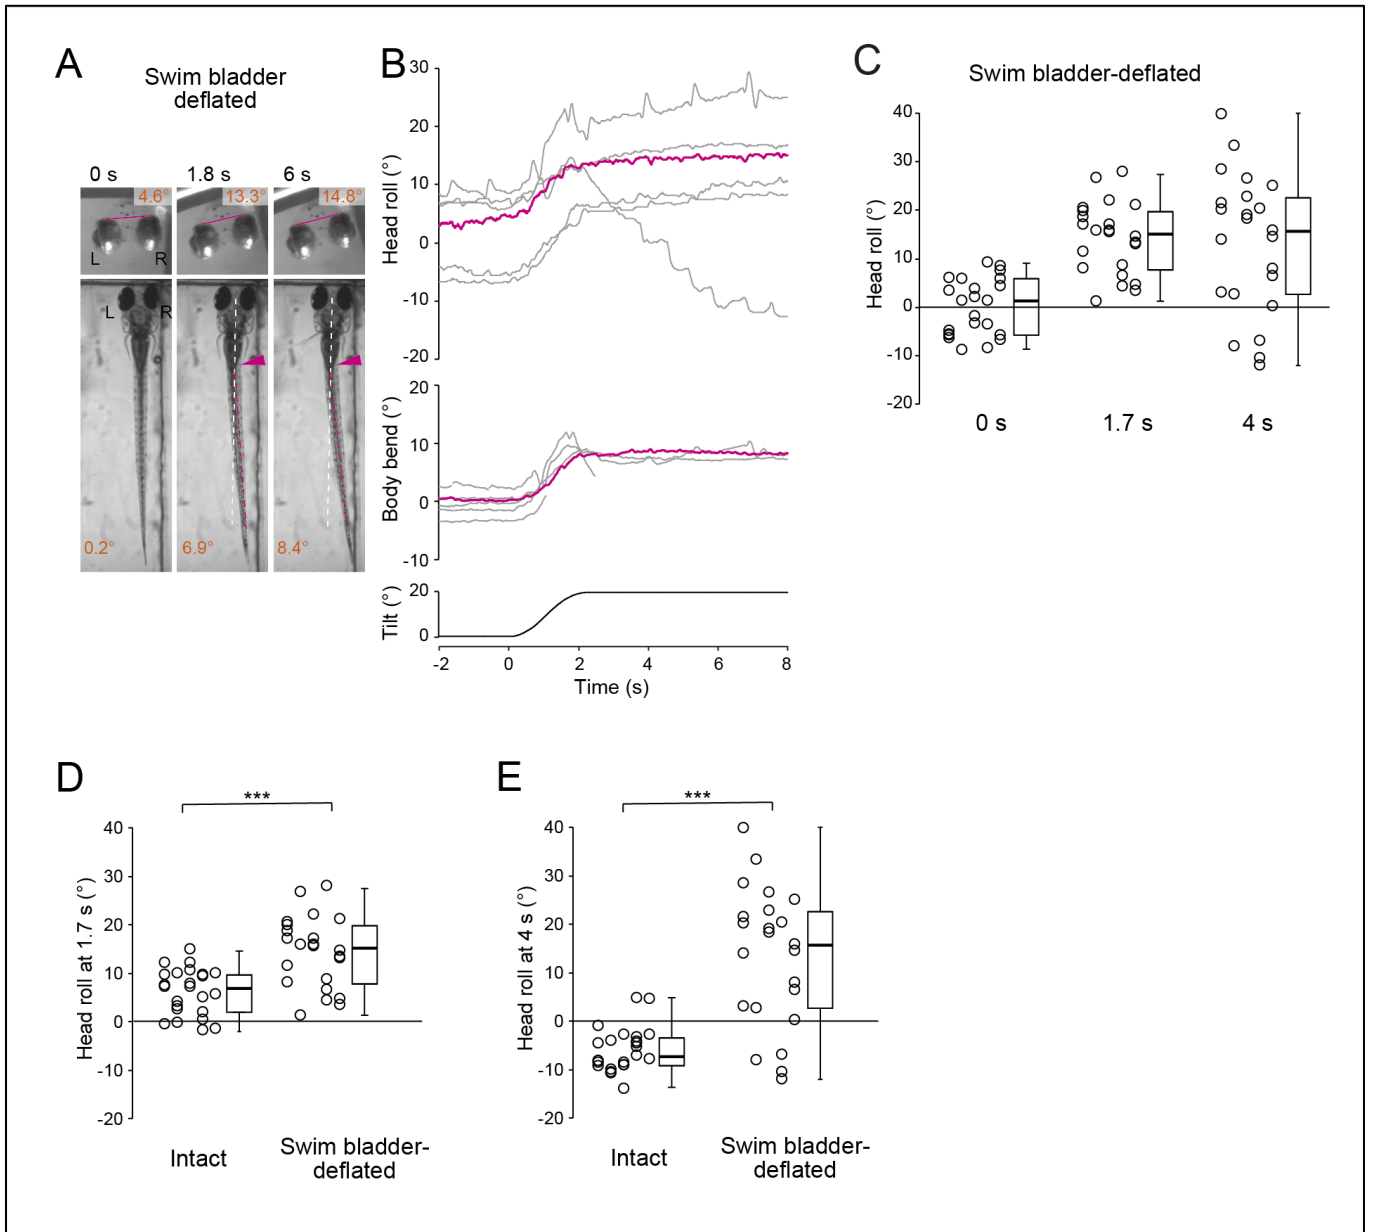 A
Swim bladder
deflated
0 s
1.8 s
6 s
4.6°
13.3°
14.8°
L
R
L
R
0.2°
6.9°
8.4°
B
Head roll (°)
30
20
10
0
-10
-20
Body bend (°)
20
10
0
-10
Tilt (°)
20
0
-2
0
2
4
6
8
Time (s)
C
Swim bladder-deflated
Head roll (°)
40
30
20
10
0
-10
-20
0 s
1.7 s
4 s
D
***
Head roll at 1.7 s (°)
40
30
20
10
0
-10
-20
Intact
Swim bladder-
deflated
E
***
Head roll at 4 s (°)
40
30
20
10
0
-10
-20
Intact
Swim bladder-
deflated